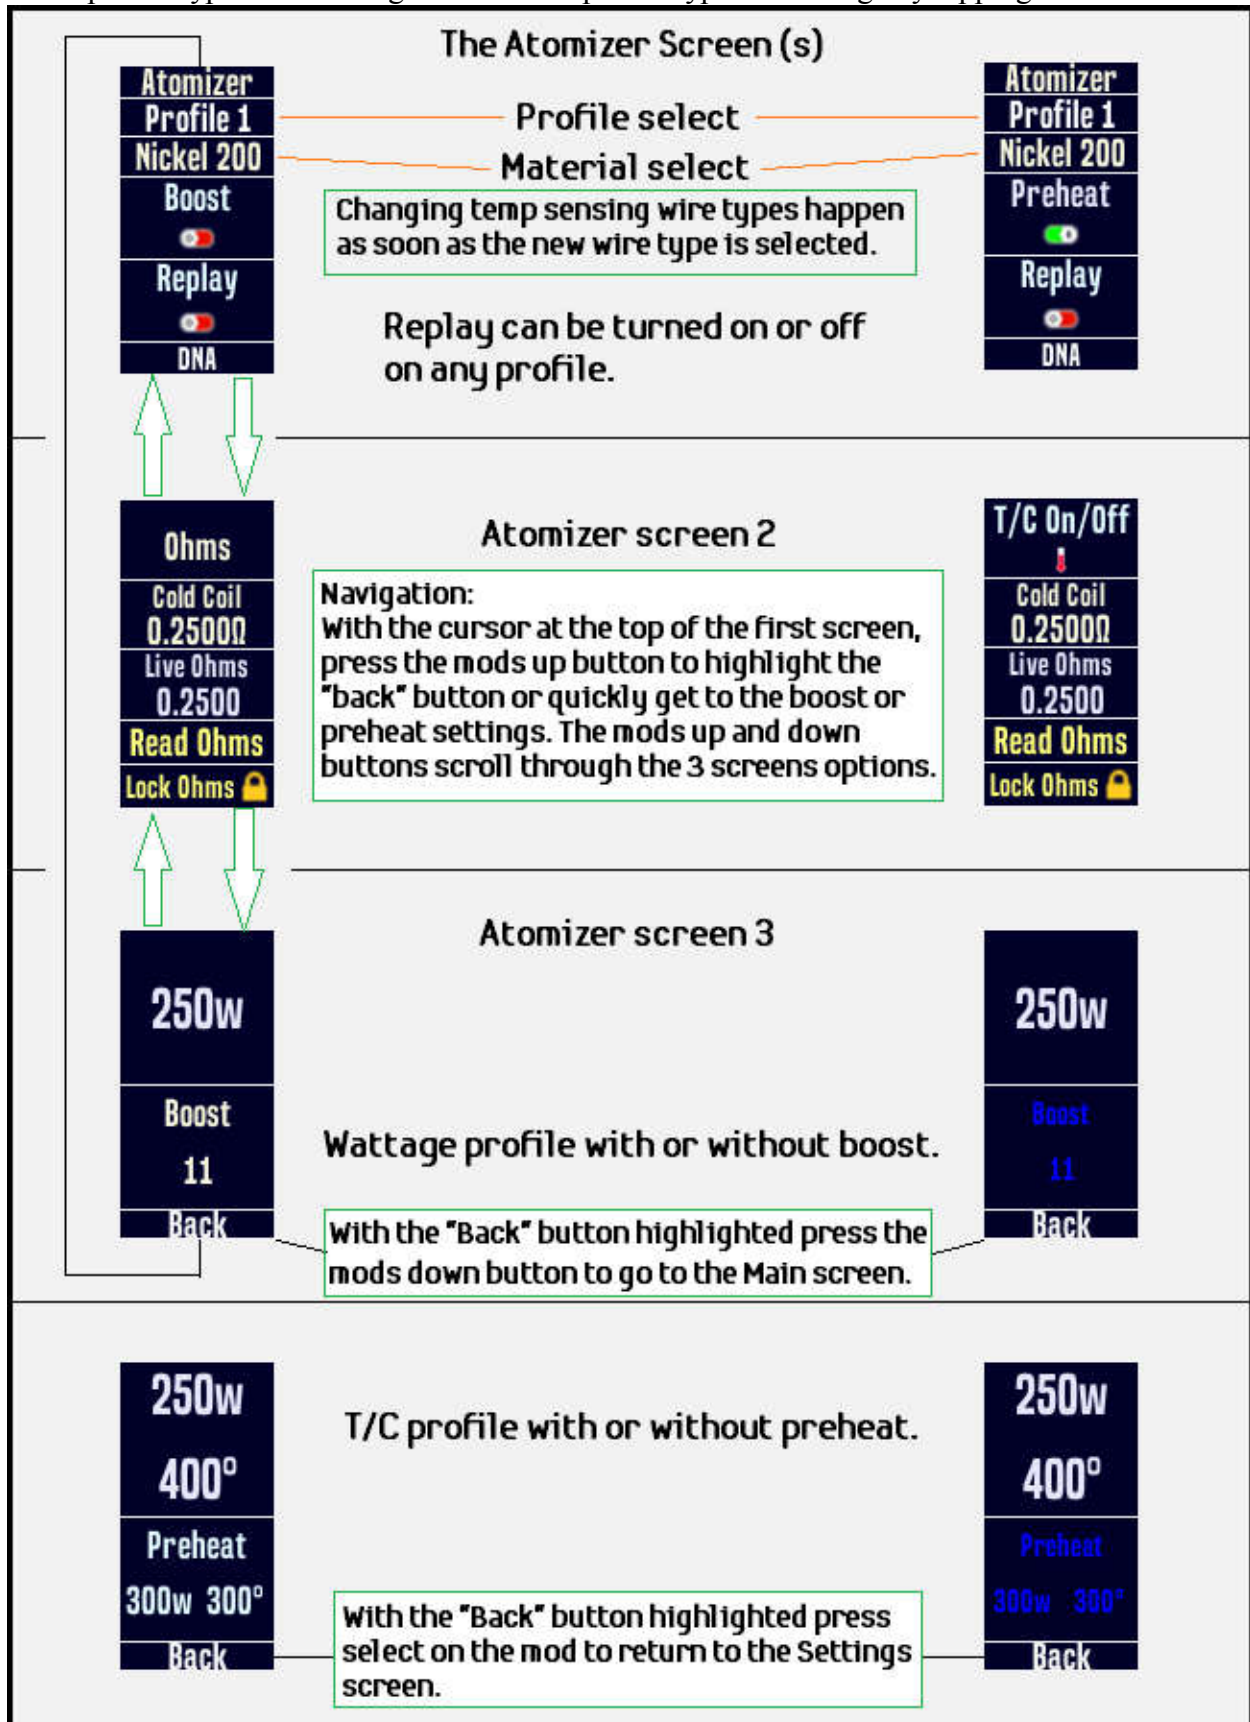 The Atomizer Screen (s)
Atomizer
Profile 1
Nickel 200
Boost
Replay
DNA
Profile select
Material select
Changing temp sensing wire types happen
as soon as the new wire type is selected.
Replay can be turned on or off
on any profile.
Atomizer
Profile 1
Nickel 200
Preheat
Replay
DNA
Ohms
Cold Coil
0.2500Ω
Live Ohms
0.2500
Read Ohms
Lock Ohms
Atomizer screen 2
Navigation:
With the cursor at the top of the first screen,
press the mods up button to highlight the
"back" button or quickly get to the boost or
preheat settings. The mods up and down
buttons scroll through the 3 screens options.
T/C On/Off
Cold Coil
0.2500Ω
Live Ohms
0.2500
Read Ohms
Lock Ohms
250w
Boost
11
Back
Atomizer screen 3
Wattage profile with or without boost.
With the "Back" button highlighted press the
mods down button to go to the Main screen.
250w
Boost
11
Back
250w
400°
Preheat
300w 300°
Back
T/C profile with or without preheat.
With the "Back" button highlighted press
select on the mod to return to the Settings
screen.
250w
400°
Preheat
300w 300°
Back